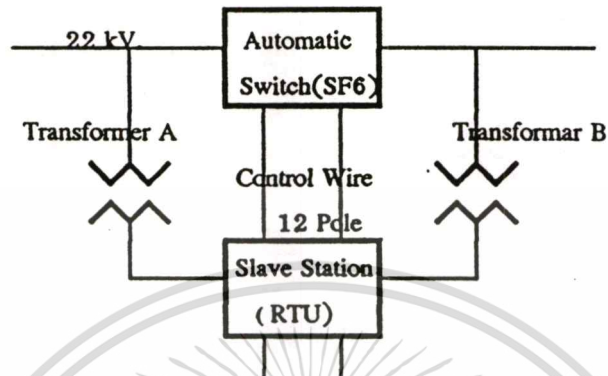 22 kV.
Automatic
Switch(SF6)
Transformer A
Transformar B
Control Wire
12 Pole
Slave Station
(RTU)